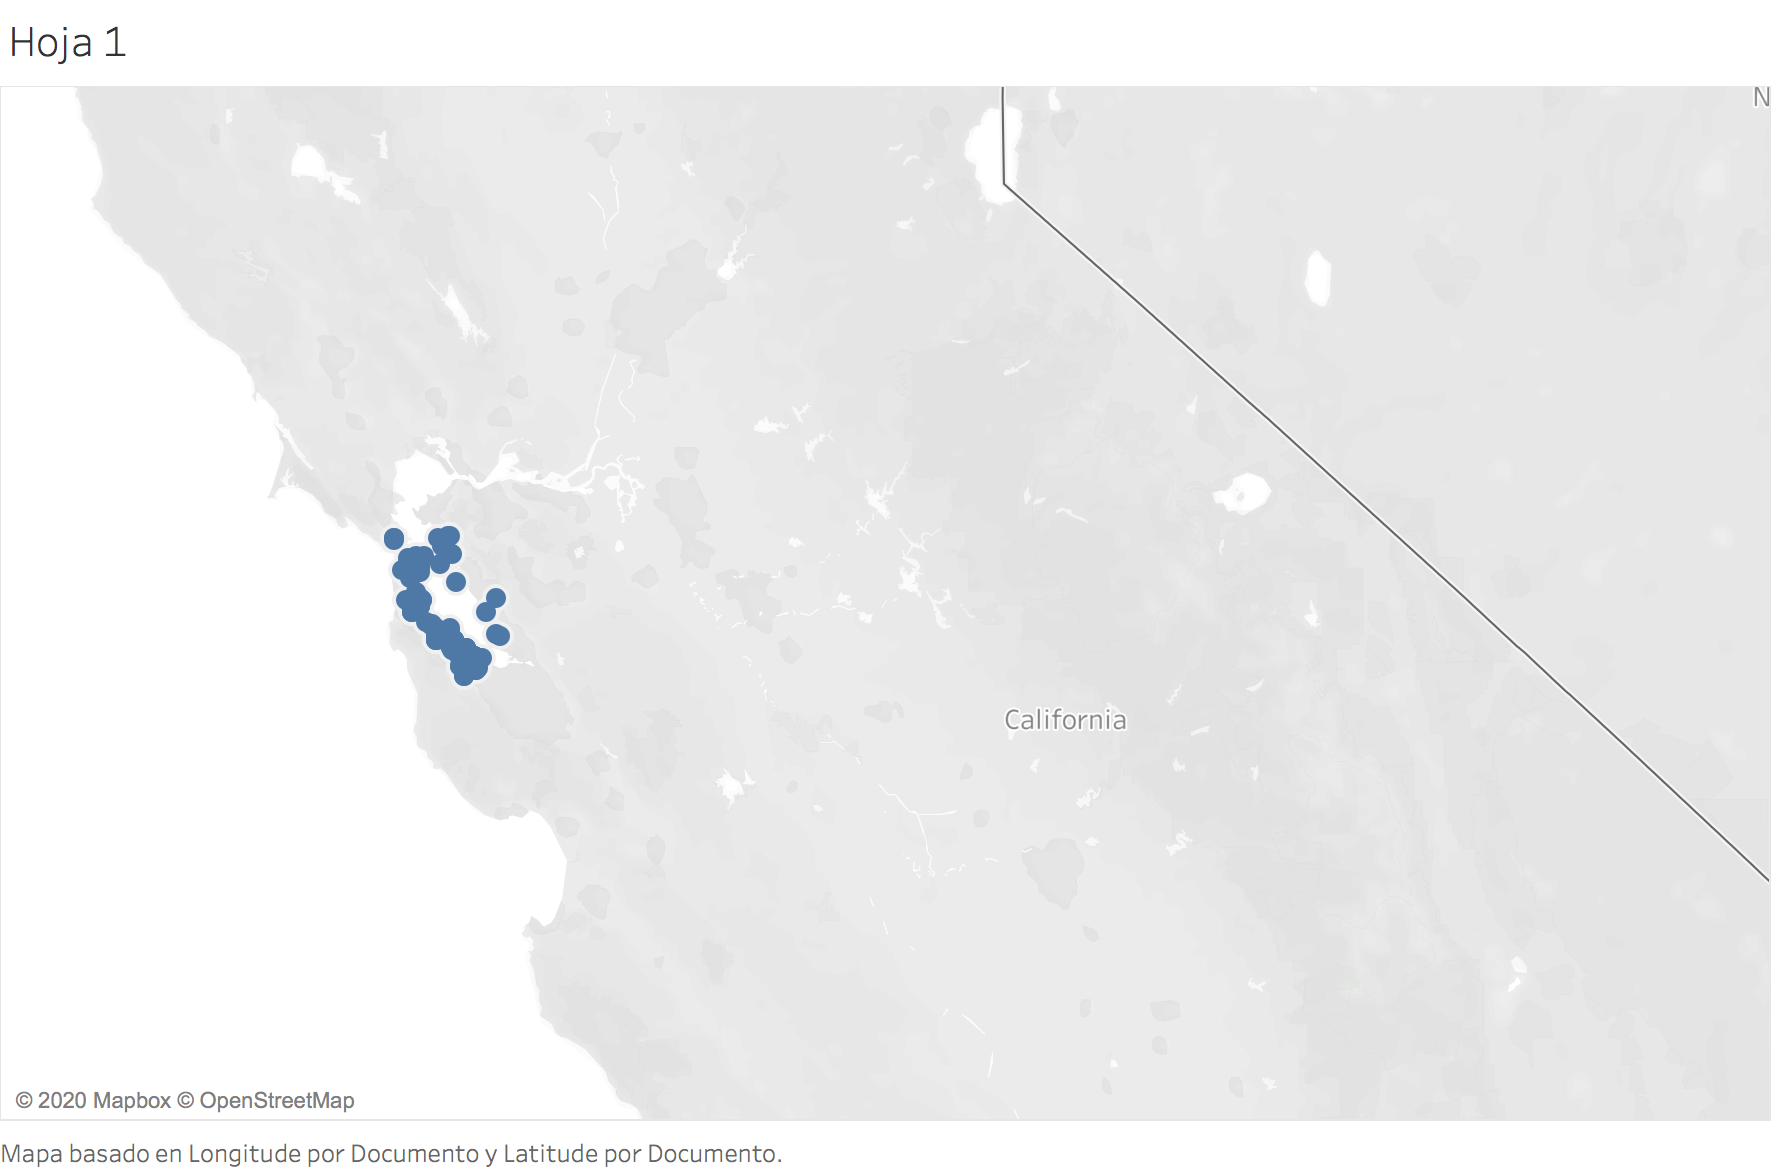 Hoja 1
N
California
© 2020 Mapbox © OpenStreetMap
Mapa basado en Longitude por Documento y Latitude por Documento.